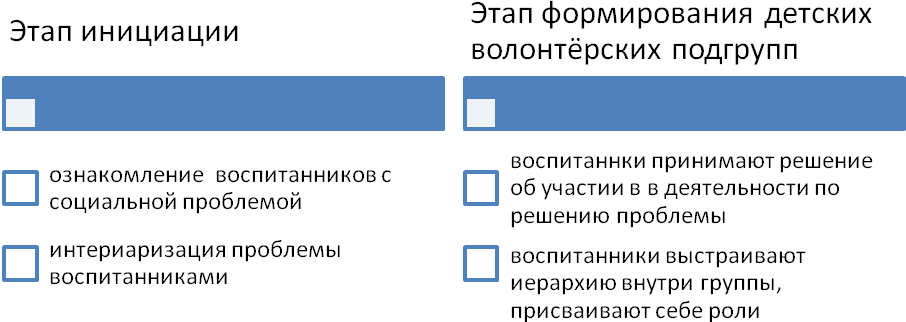 Этап инициации
ознакомление воспитанников с
социальной проблемой
интериаризация проблемы
воспитанниками
Этап формирования детских
волонтёрских подгрупп
воспитаннки принимают решение
об участии в в деятельности по
решению проблемы
воспитанники выстраивают
иерархию внутри группы,
присваивают себе роли